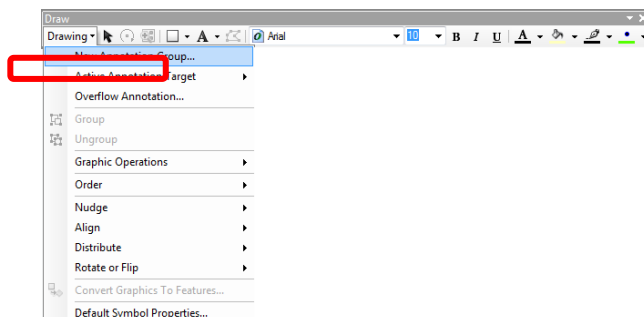 Draw
Drawing Arial 10 B I U A
New Annotation Group...
Active Annotation Target
Overflow Annotation...
Group
Ungroup
Graphic Operations
Order
Nudge
Align
Distribute
Rotate or Flip
Convert Graphics To Features...
Default Symbol Properties...